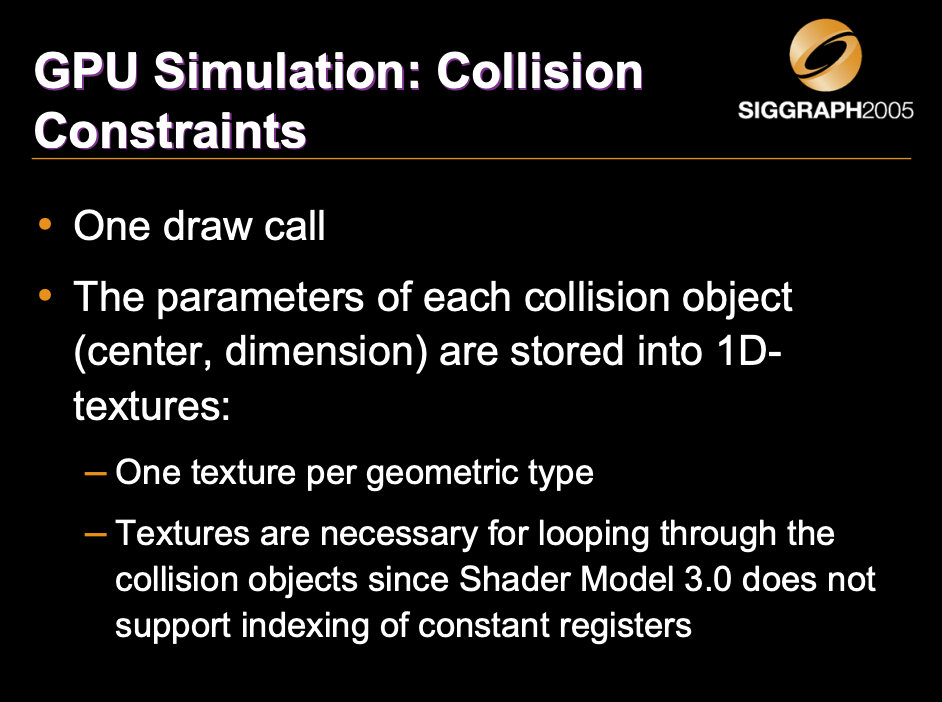 GPU Simulation: Collision
Constraints
SIGGRAPH2005
• One draw call
• The parameters of each collision object
(center, dimension) are stored into 1D-
textures:
– One texture per geometric type
– Textures are necessary for looping through the
collision objects since Shader Model 3.0 does not
support indexing of constant registers